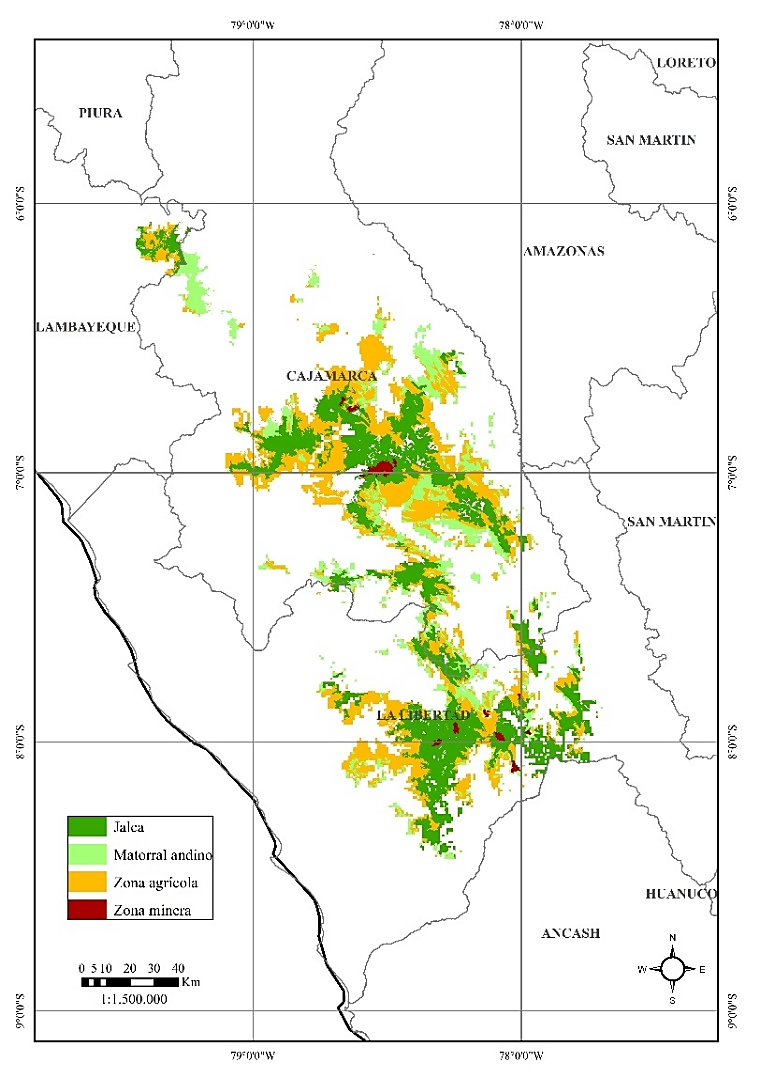 79°0'0"W 78°0'0"W
LORETO
PIURA
SAN MARTIN
6°0'0"S 6°0'0"S
AMAZONAS
LAMBAYEQUE
CAJAMARCA
7°0'0"S 7°0'0"S
SAN MARTIN
LA LIBERTAD
8°0'0"S 8°0'0"S
Jalca
Matorral andino
Zona agrícola
Zona minera
HUANUCO
ANCASH
N
W E
S
0 5 10 20 30 40
Km
1:1.500.000
9°0'0"S 9°0'0"S
79°0'0"W 78°0'0"W